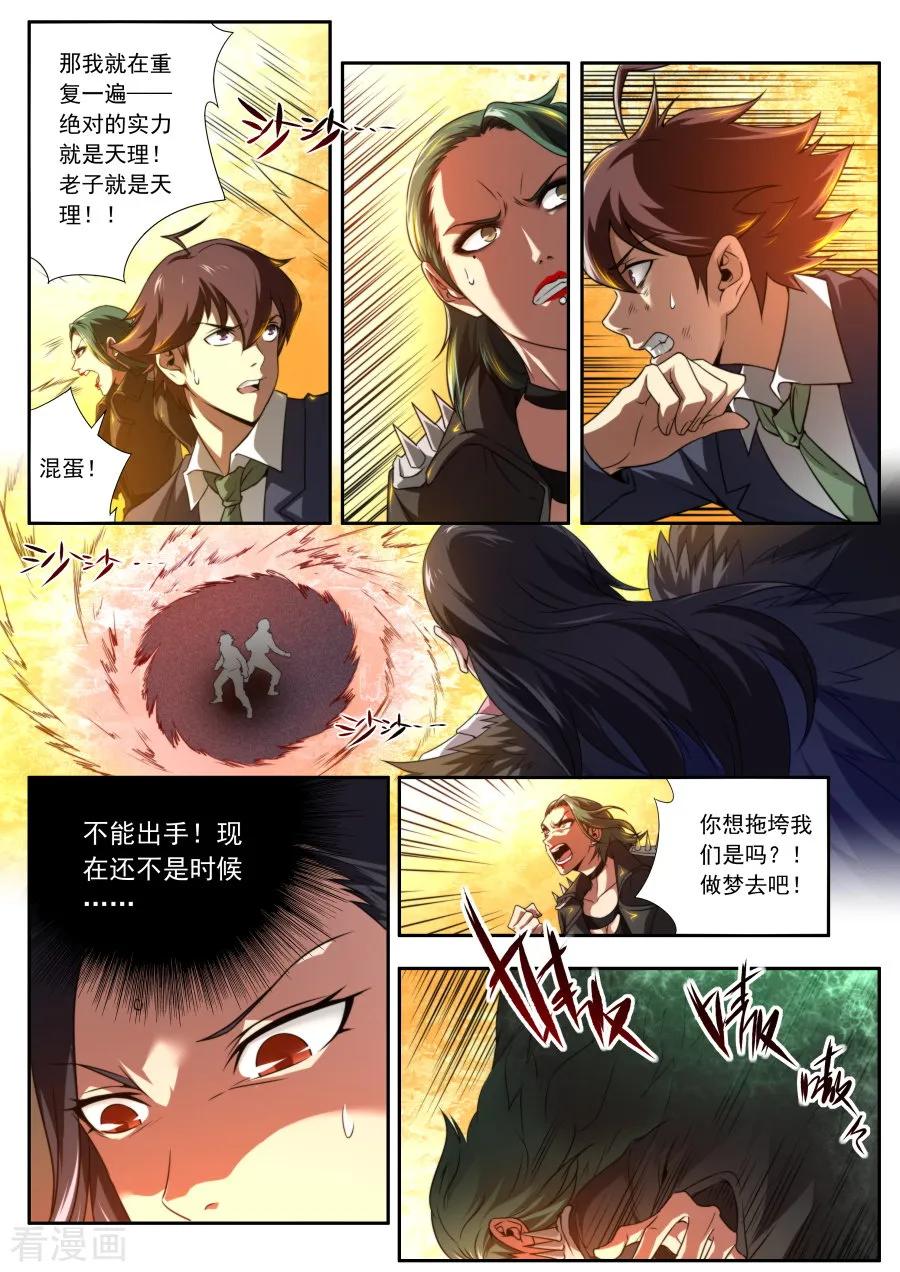 那我就在重
复一遍——
绝对的实力
就是天理！
老子就是天
理！！
沙沙…
混蛋！
沙沙…
沙沙…
不能出手！现
在还不是时候
……
你想拖垮我
们是吗？！
做梦去吧！
看漫画